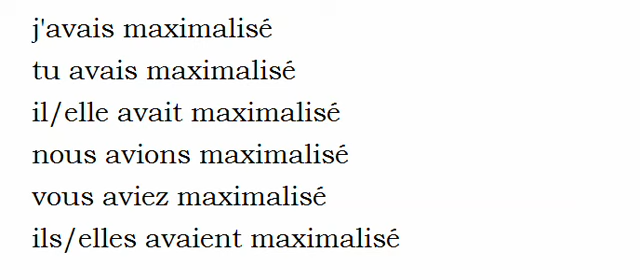 j'avais maximalisé
tu avais maximalisé
il/elle avait maximalisé
nous avions maximalisé
vous aviez maximalisé
ils/elles avaient maximalisé